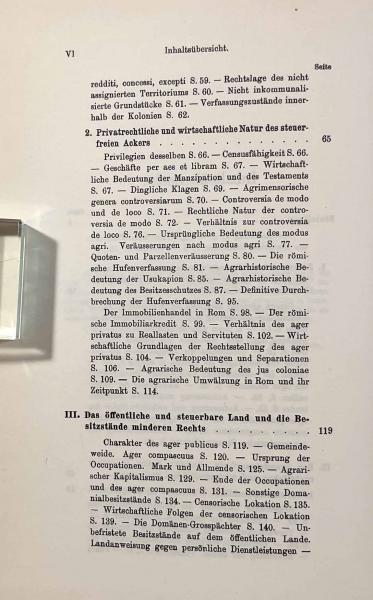 VI
Inhaltsübersicht.
Seite
redditi, concessi, excepti S. 59. — Rechtslage des nicht
assignierten Territoriums S. 60. — Nicht inkommunali-
sierte Grundstücke S. 61. — Verfassungszustände inner-
halb der Kolonien S. 62.
2. Privatrechtliche und wirtschaftliche Natur des steuer-
freien Ackers . . . . . . . . . . . . . . 65
Privilegien desselben S. 66. — Censusfähigkeit S. 66.
— Geschäfte per aes et libram S. 67. — Wirtschaft-
liche Bedeutung der Manzipation und des Testaments
S. 67. — Dingliche Klagen S. 69. — Agrimensorische
genera controversiarum S. 70. — Controversia de modo
und de loco S. 71. — Rechtliche Natur der contro-
versia de modo S. 72. — Verhältnis zur controversia
de loco S. 76. — Ursprüngliche Bedeutung des modus
agri. Veräusserungen nach modus agri S. 77. —
Quoten- und Parzellenveräusserung S. 80. — Die römi-
sche Hufenverfassung S. 81. — Agrarhistorische Be-
deutung der Usukapion S. 85. — Agrarhistorische Be-
deutung des Besitzesschutzes S. 87. — Definitive Durch-
brechung der Hufenverfassung S. 95.
Der Immobilienhandel in Rom S. 98. — Der römi-
sche Immobiliarkredit S. 99. — Verhältnis des ager
privatus zu Reallasten und Servituten S. 102. — Wirt-
schaftliche Grundlagen der Rechtsstellung des ager
privatus S. 104. — Verkoppelungen und Separationen
S. 106. — Agrarische Bedeutung des jus coloniae
S. 109. — Die agrarische Umwälzung in Rom und ihr
Zeitpunkt S. 114.
III. Das öffentliche und steuerbare Land und die Be-
sitzstände minderen Rechts . . . . . . . . . 119
Charakter des ager publicus S. 119. — Gemeinde-
weide. Ager compascuus S. 120. — Ursprung der
Occupationen. Mark und Allmende S. 125. — Agrari-
scher Kapitalismus S. 129. — Ende der Occupationen
und des ager compascuus S. 131. — Sonstige Doma-
nialbesitzstände S. 134. — Censorische Lokation S. 135.
— Wirtschaftliche Folgen der censorischen Lokation
S. 139. — Die Domänen-Grosspächter S. 140. — Un-
befristete Besitzstände auf dem öffentlichen Lande.
Landanweisung gegen persönliche Dienstleistungen —